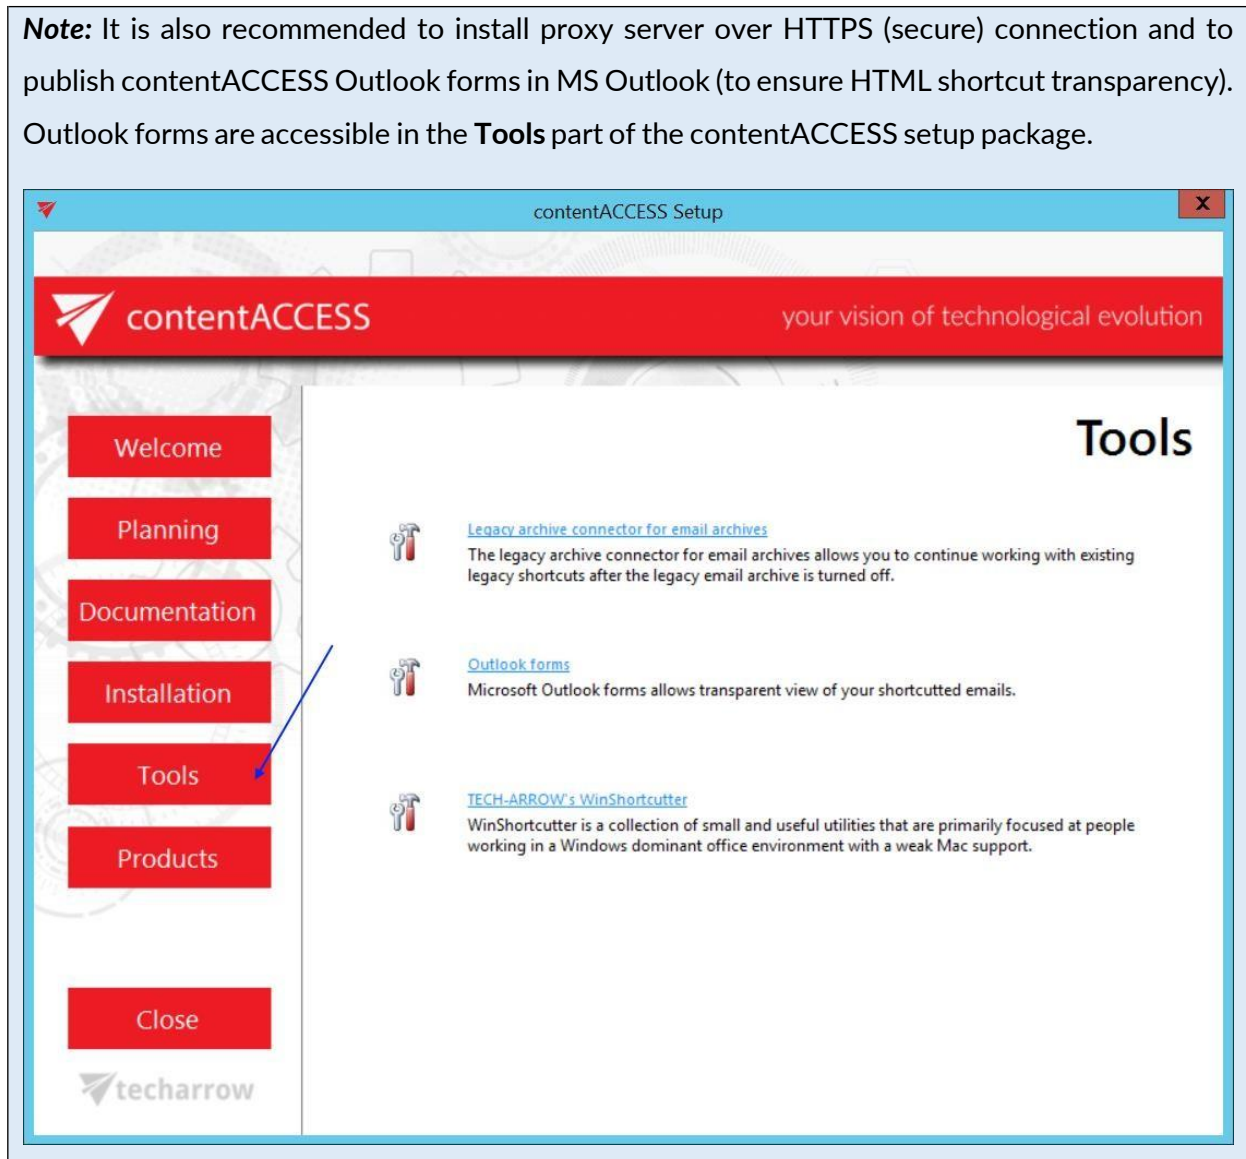 Note: It is also recommended to install proxy server over HTTPS (secure) connection and to
publish contentACCESS Outlook forms in MS Outlook (to ensure HTML shortcut transparency).
Outlook forms are accessible in the Tools part of the contentACCESS setup package.
contentACCESS Setup
X
contentACCESS
your vision of technological evolution
Welcome
Planning
Documentation
Installation
Tools
Products
Close
techarrow
Tools
Legacy archive connector for email archives
The legacy archive connector for email archives allows you to continue working with existing
legacy shortcuts after the legacy email archive is turned off.
Outlook forms
Microsoft Outlook forms allows transparent view of your shortcutted emails.
TECH-ARROW's WinShortcutter
WinShortcutter is a collection of small and useful utilities that are primarily focused at people
working in a Windows dominant office environment with a weak Mac support.